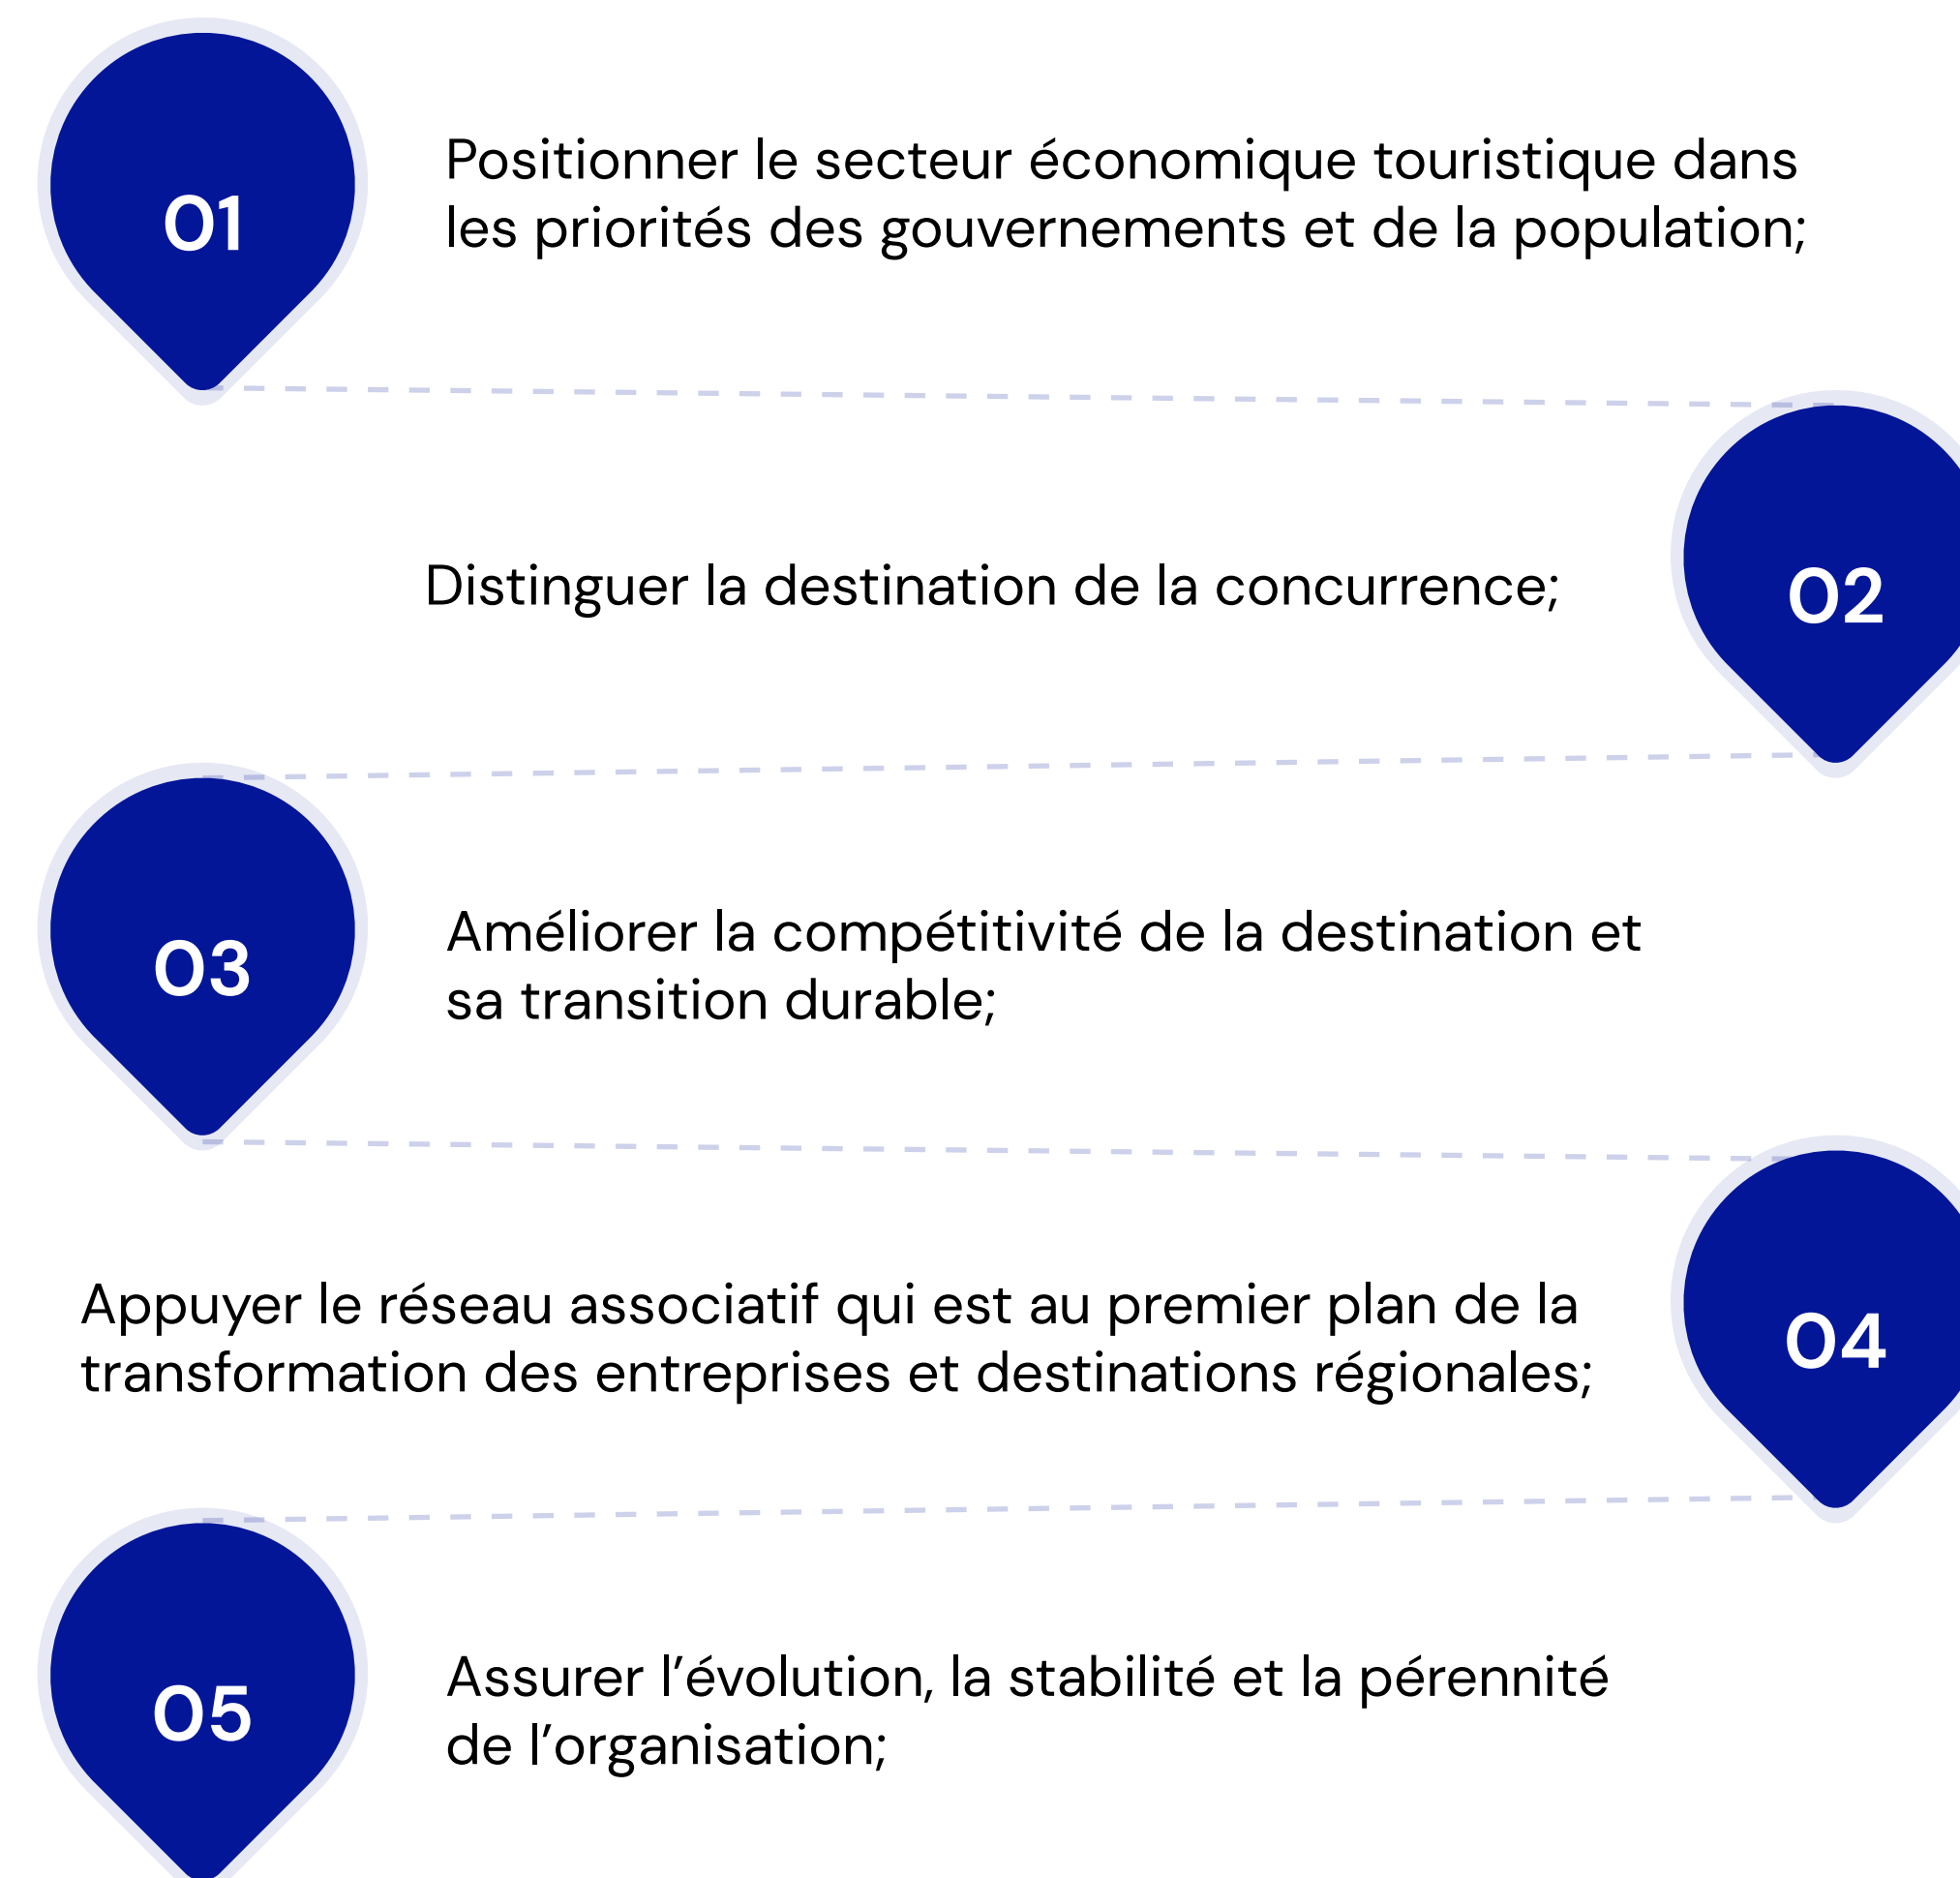 01
Positionner le secteur économique touristique dans
les priorités des gouvernements et de la population;
Distinguer la destination de la concurrence;
02
03
Améliorer la compétitivité de la destination et
sa transition durable;
Appuyer le réseau associatif qui est au premier plan de la
transformation des entreprises et destinations régionales;
04
05
Assurer l’évolution, la stabilité et la pérennité
de l’organisation;